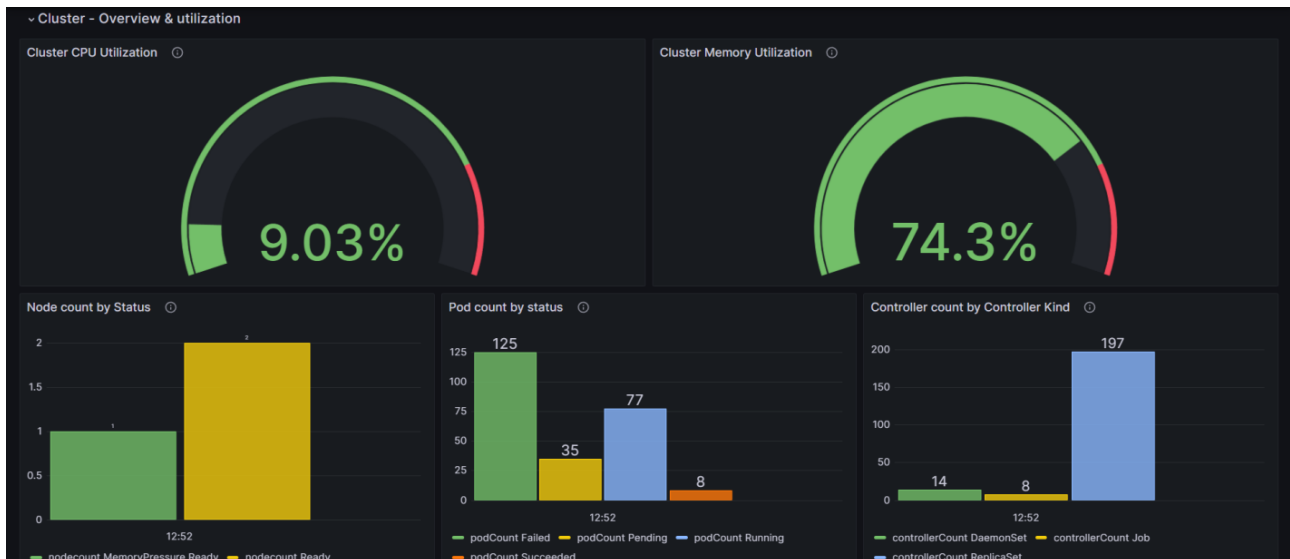 Cluster - Overview & utilization
Cluster CPU Utilization
9.03%
Cluster Memory Utilization
74.3%
Node count by Status
2
1.5
1
0.5
0
1
2
12:52
nodecount MemoryPressure Ready nodecount Ready
Pod count by status
125
100
75
50
25
0
125
35
77
8
12:52
podCount Failed podCount Pending podCount Running
podCount Succeeded
Controller count by Controller Kind
200
150
100
50
0
14
8
197
12:52
controllerCount DaemonSet controllerCount Job
controllerCount ReplicaSet